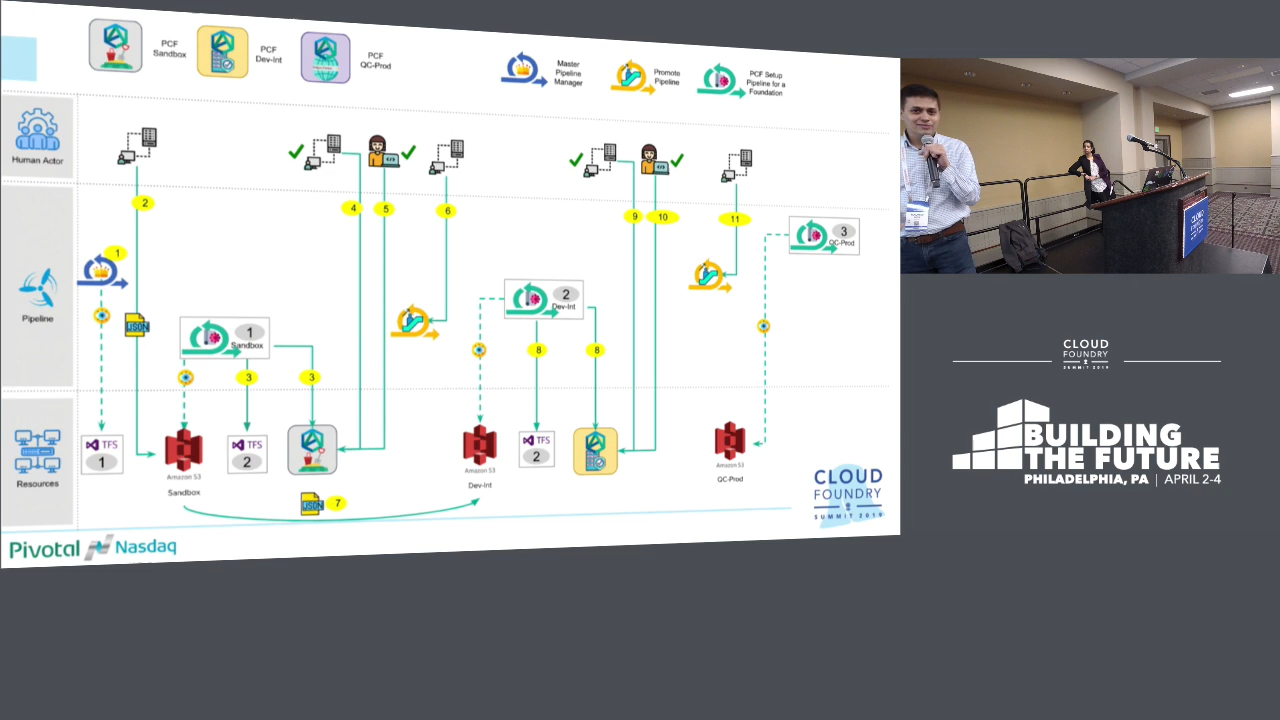 PCF
Sandbox
PCF
Dev-Int
PCF
QC-Prod
Master
Pipeline
Manager
Promote
Pipeline
PCF Setup
Pipeline for a
Foundation
Human Actor
2
4
5
6
9
10
11
1
3
QC-Prod
Pipeline
JSON
1
Sandbox
2
Dev-Int
3
3
8
8
Resources
TFS
1
Amazon S3
Sandbox
TFS
2
Amazon S3
Dev-Int
TFS
2
Amazon S3
QC-Prod
JSON
7
CLOUD
FOUNDRY
SUMMIT 2019
Pivotal
Nasdaq
CLOUD
FOUNDRY
SUMMIT 2019
BUILDING
THE FUTURE
PHILADELPHIA, PA | APRIL 2-4